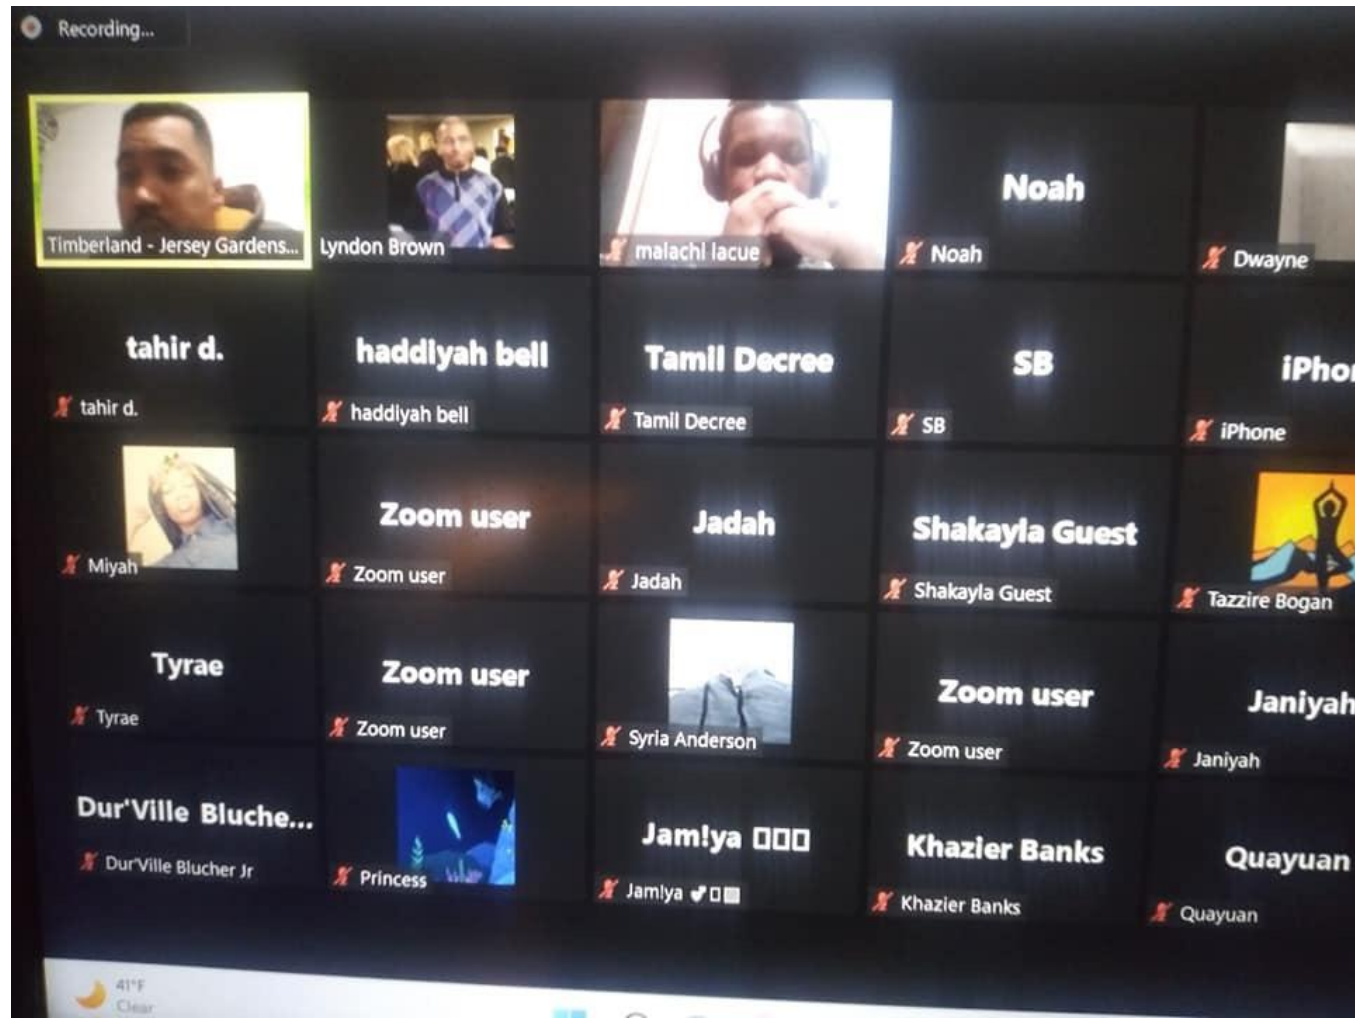 Recording...
Timberland - Jersey Gardens...
Lyndon Brown
malachi lacue
Noah
Noah
Dwayne
tahir d.
tahir d.
haddiyah bell
haddiyah bell
Tamil Decree
Tamil Decree
SB
SB
iPho
iPhone
Miyah
Zoom user
Zoom user
Jadah
Jadah
Shakayla Guest
Shakayla Guest
Tazzire Bogan
Tyrae
Tyrae
Zoom user
Zoom user
Syria Anderson
Zoom user
Zoom user
Janiyah
Janiyah
Dur'Ville Bluche...
Dur'Ville Blucher Jr
Princess
Jam!ya □□□
Jam!ya 💕□▩
Khazier Banks
Khazier Banks
Quayuan
Quayuan
41°F
Clear